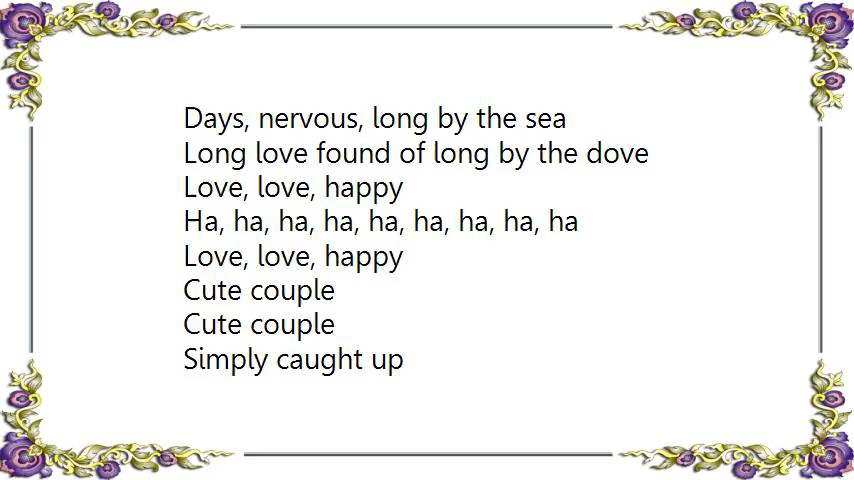 Days, nervous, long by the sea
Long love found of long by the dove
Love, love, happy
Ha, ha, ha, ha, ha, ha, ha, ha, ha
Love, love, happy
Cute couple
Cute couple
Simply caught up